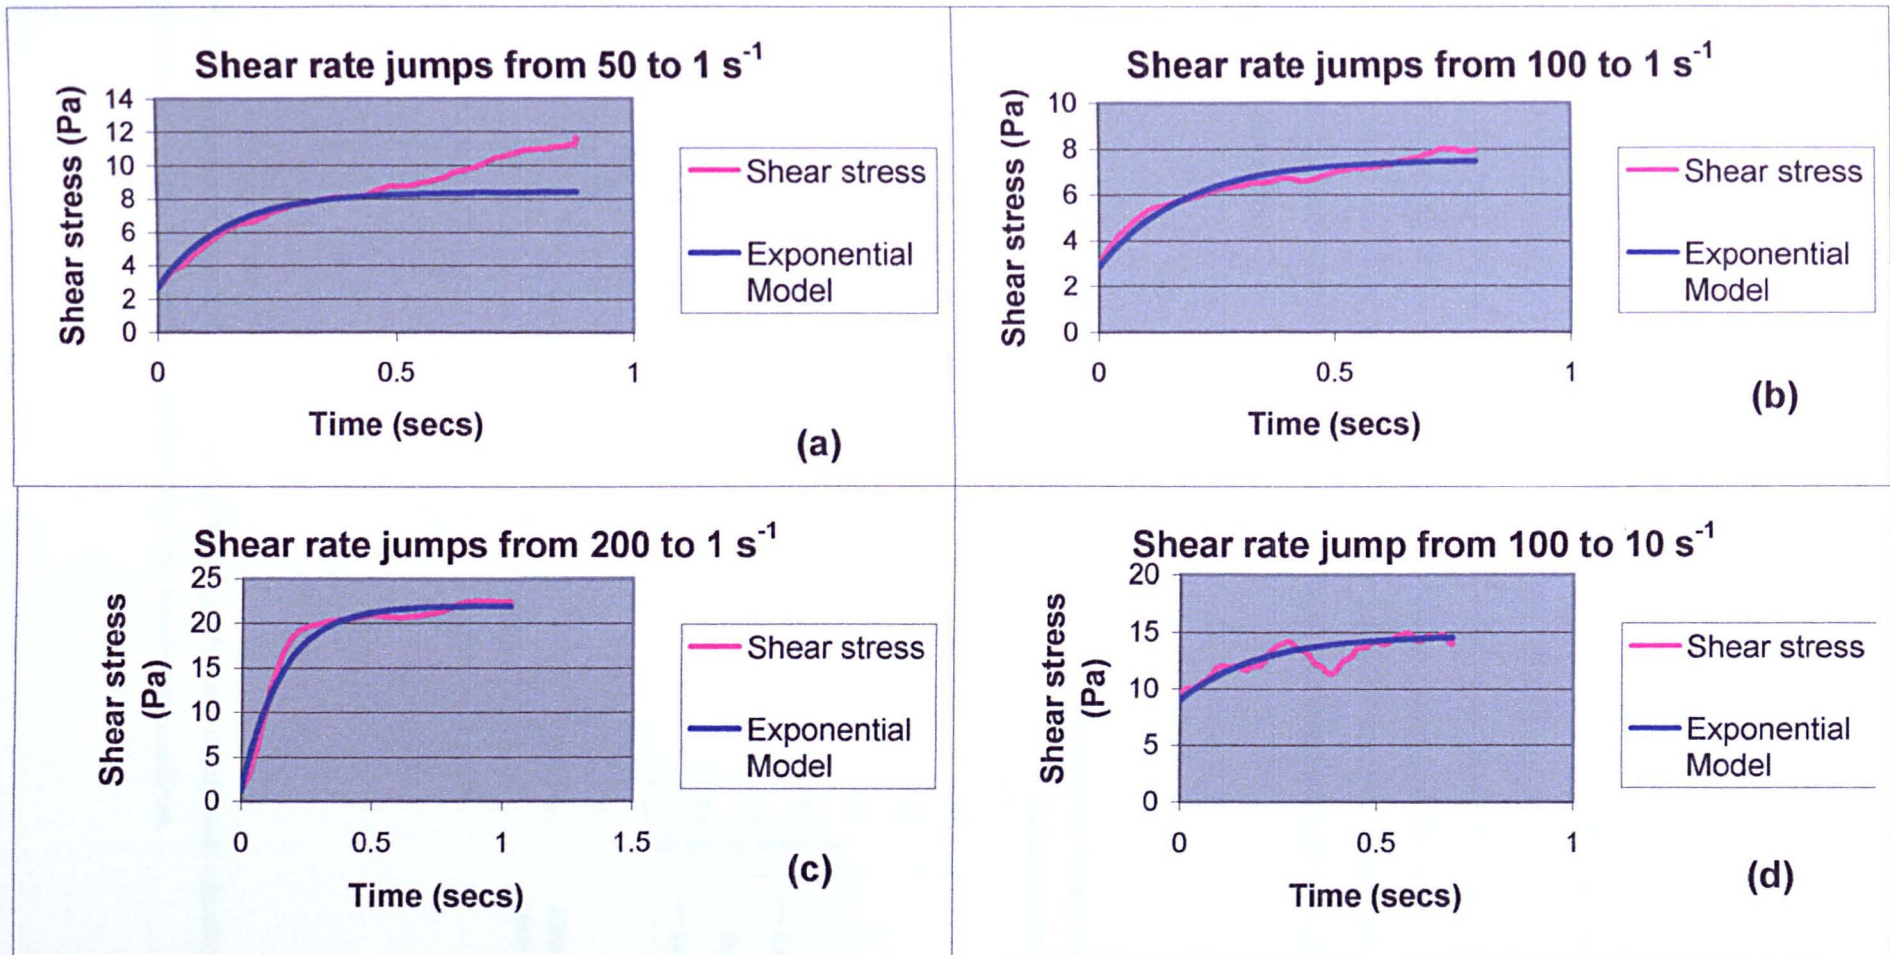 Shear rate jumps from 50 to 1 s⁻¹
Shear stress (Pa)
14
12
10
8
6
4
2
0
0
0.5
1
Time (secs)
Shear stress
Exponential
Model
(a)
Shear rate jumps from 100 to 1 s⁻¹
Shear stress (Pa)
10
8
6
4
2
0
0
0.5
1
Time (secs)
Shear stress
Exponential
Model
(b)
Shear rate jumps from 200 to 1 s⁻¹
Shear stress
(Pa)
25
20
15
10
5
0
0
0.5
1
1.5
Time (secs)
Shear stress
Exponential
Model
(c)
Shear rate jump from 100 to 10 s⁻¹
Shear stress
(Pa)
20
15
10
5
0
0
0.5
1
Time (secs)
Shear stress
Exponential
Model
(d)